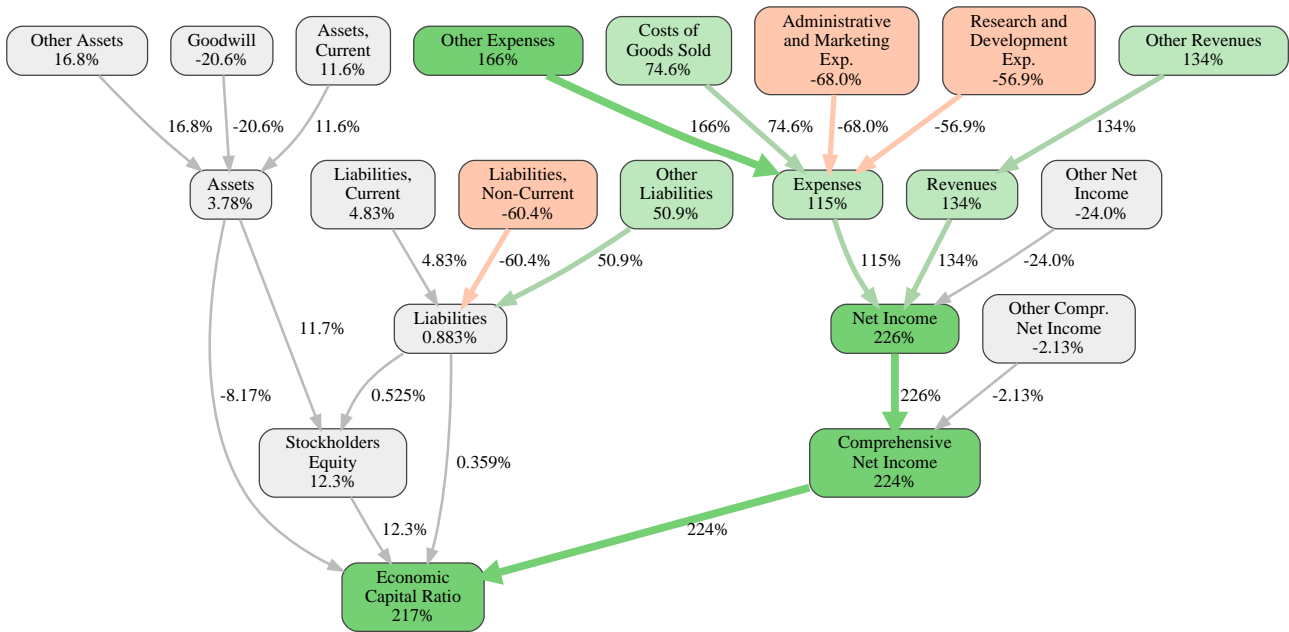 Other Assets
16.8%
Goodwill
-20.6%
Assets,
Current
11.6%
Other Expenses
166%
Costs of
Goods Sold
74.6%
Administrative
and Marketing
Exp.
-68.0%
Research and
Development
Exp.
-56.9%
Other Revenues
134%
16.8%
-20.6%
11.6%
166%
74.6%
-68.0%
-56.9%
134%
Assets
3.78%
Liabilities,
Current
4.83%
Liabilities,
Non-Current
-60.4%
Other
Liabilities
50.9%
Expenses
115%
Revenues
134%
Other Net
Income
-24.0%
4.83%
-60.4%
50.9%
115%
134%
-24.0%
11.7%
Liabilities
0.883%
Net Income
226%
Other Compr.
Net Income
-2.13%
-8.17%
0.525%
226%
-2.13%
Stockholders
Equity
12.3%
0.359%
Comprehensive
Net Income
224%
12.3%
224%
Economic
Capital Ratio
217%